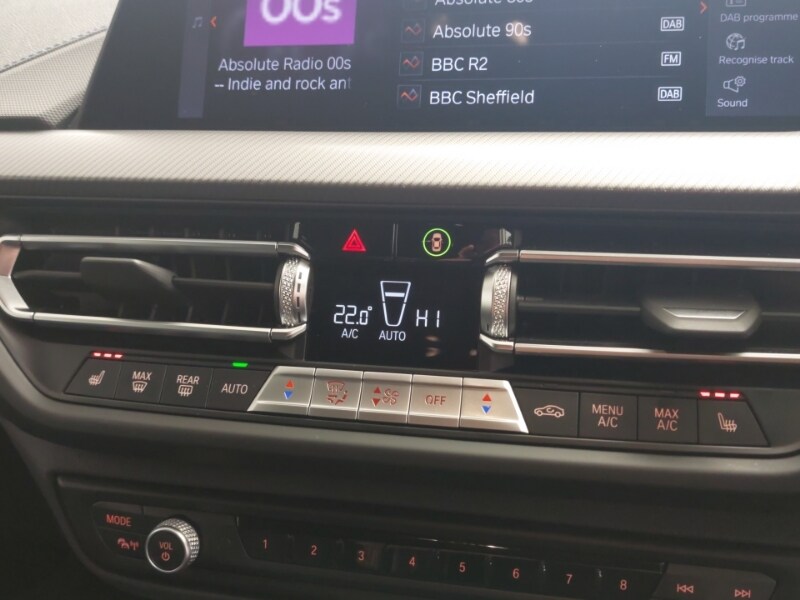 00s
Absolute Radio 00s
-- Indie and rock ant
Absolute 90s
DAB
BBC R2
FM
BBC Sheffield
DAB
DAB programme
Recognise track
Sound
22.0°
HI
A/C
AUTO
MAX
REAR
AUTO
OFF
MENU
A/C
MAX
A/C
MODE
VOL
1 2 3 4 5 6 7 8